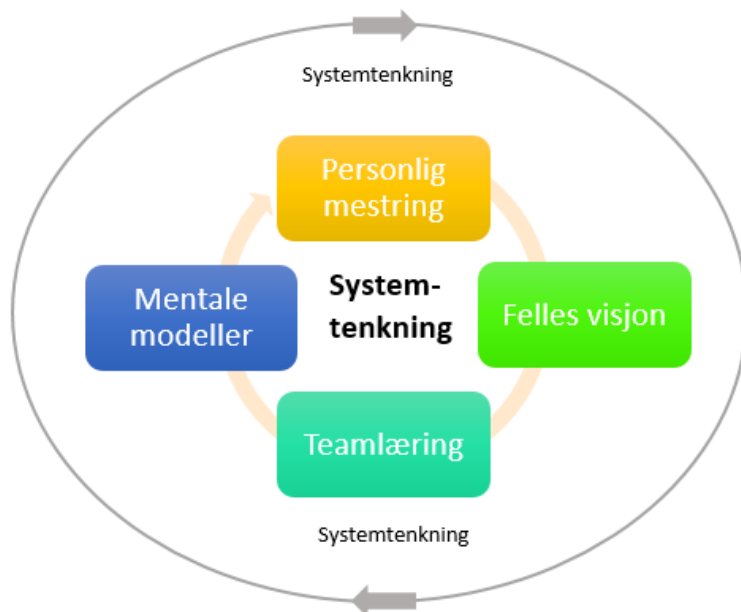 Systemtenkning
Personlig
mestring
Mentale
modeller
System-
tenkning
Felles visjon
Teamlæring
Systemtenkning